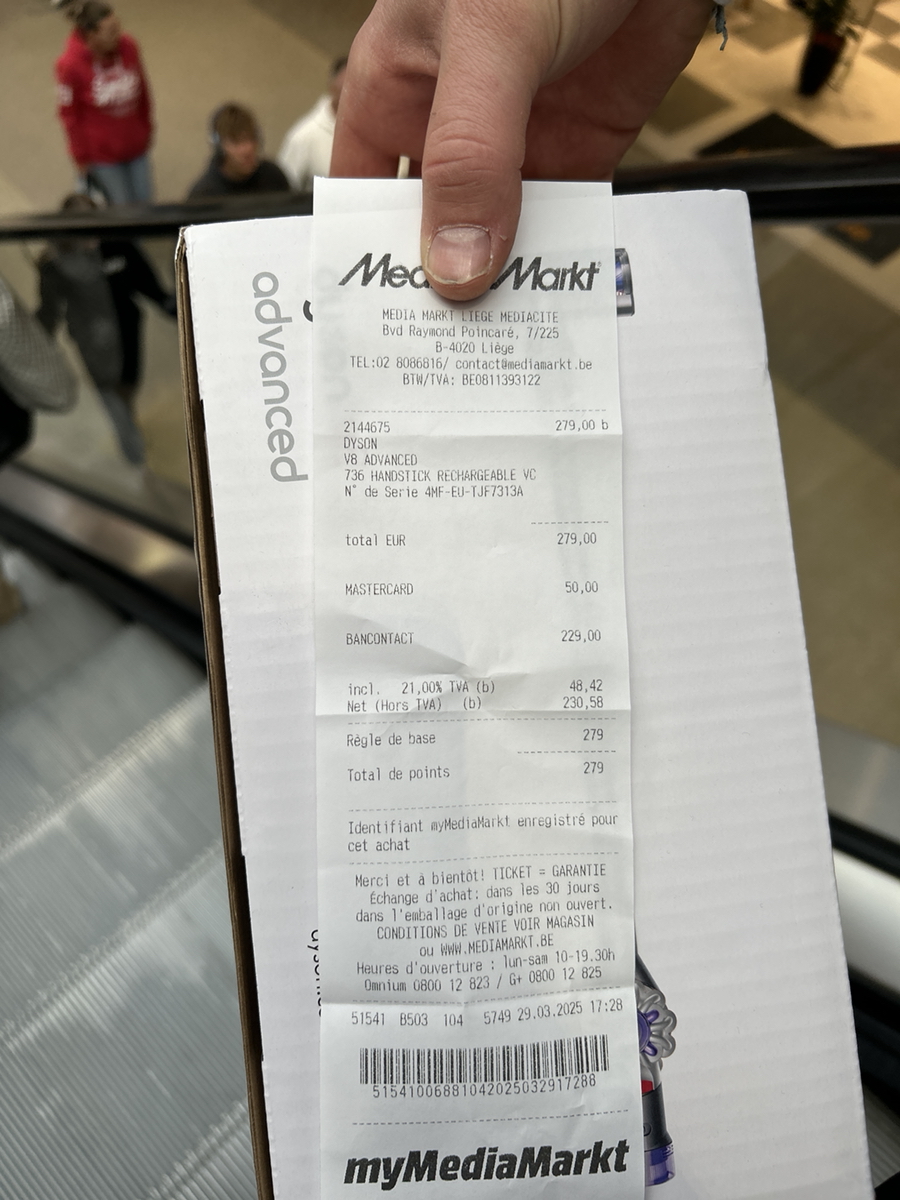 advanced
Markt
MEDIA MARKT LIEGE MEDIACITE
Bvd Raymond Poincaré, 7/225
B-4020 Liège
TEL:02 8086816/ contact@mediamarkt.be
BTW/TVA: BE0811393122
2144675 279,00 b
DYSON
V8 ADVANCED
736 HANDSTICK RECHARGEABLE VC
N° de Serie 4MF-EU-TJF7313A
total EUR 279,00
MASTERCARD 50,00
BANCONTACT 229,00
incl. 21,00% TVA (b) 48,42
Net (Hors TVA) (b) 230,58
Règle de base 279
Total de points 279
Identifiant myMediaMarkt enregistré pour
cet achat
Merci et à bientôt! TICKET = GARANTIE
Échange d'achat: dans les 30 jours
dans l'emballage d'origine non ouvert.
CONDITIONS DE VENTE VOIR MAGASIN
ou WWW.MEDIAMARKT.BE
Heures d'ouverture : lun-sam 10-19.30h
Omnium 0800 12 823 / G+ 0800 12 825
51541 B503 104 5749 29.03.2025 17:28
51541006881042025032917288
myMediaMarkt